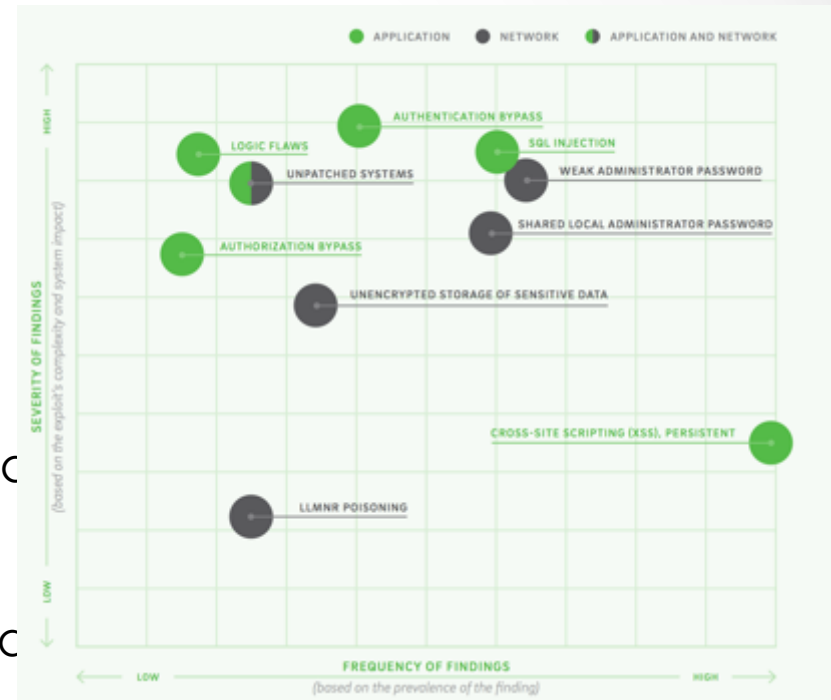 APPLICATION
NETWORK
APPLICATION AND NETWORK
AUTHENTICATION BYPASS
LOGIC FLAWS
SQL INJECTION
UNPATCHED SYSTEMS
WEAK ADMINISTRATOR PASSWORD
SHARED LOCAL ADMINISTRATOR PASSWORD
AUTHORIZATION BYPASS
UNENCRYPTED STORAGE OF SENSITIVE DATA
CROSS-SITE SCRIPTING (XSS), PERSISTENT
LLMNR POISONING
HIGH
SEVERITY OF FINDINGS
(based on the exploit's complexity and system impact)
LOW
FREQUENCY OF FINDINGS
LOW
HIGH
(based on the prevalence of the finding)